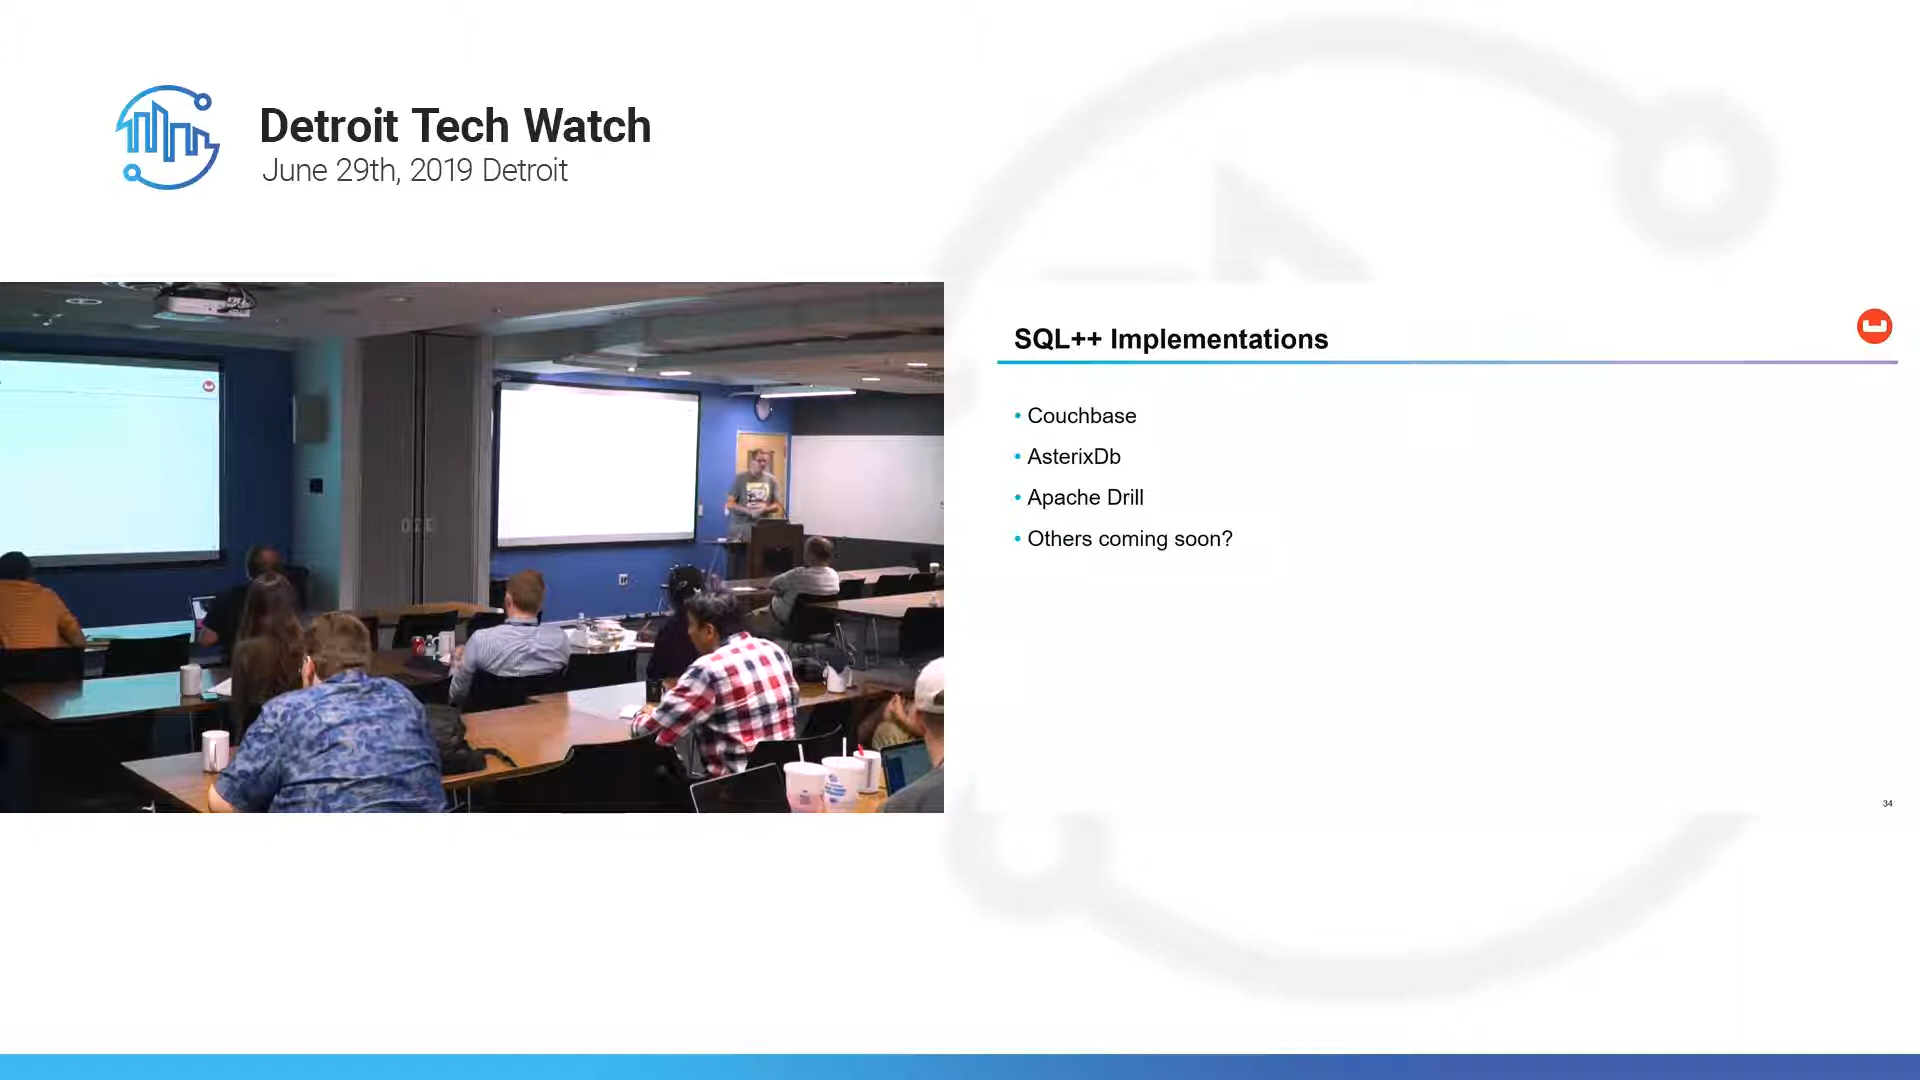 Detroit Tech Watch
June 29th, 2019 Detroit
SQL++ Implementations
• Couchbase
• AsterixDb
• Apache Drill
• Others coming soon?
34